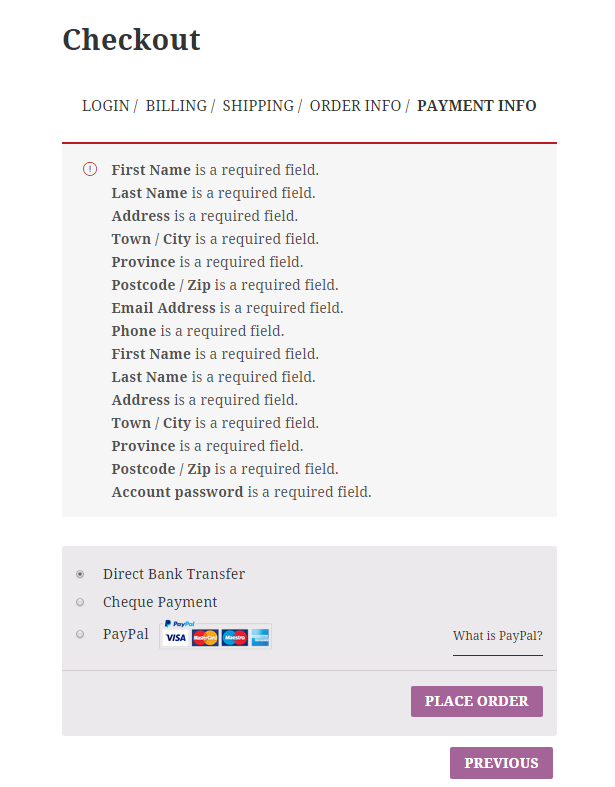 Checkout
LOGIN / BILLING / SHIPPING / ORDER INFO / PAYMENT INFO
First Name is a required field.
Last Name is a required field.
Address is a required field.
Town / City is a required field.
Province is a required field.
Postcode / Zip is a required field.
Email Address is a required field.
Phone is a required field.
First Name is a required field.
Last Name is a required field.
Address is a required field.
Town / City is a required field.
Province is a required field.
Postcode / Zip is a required field.
Account password is a required field.
Direct Bank Transfer
Cheque Payment
PayPal
PayPal
VISA MasterCard Maestro
What is PayPal?
PLACE ORDER
PREVIOUS